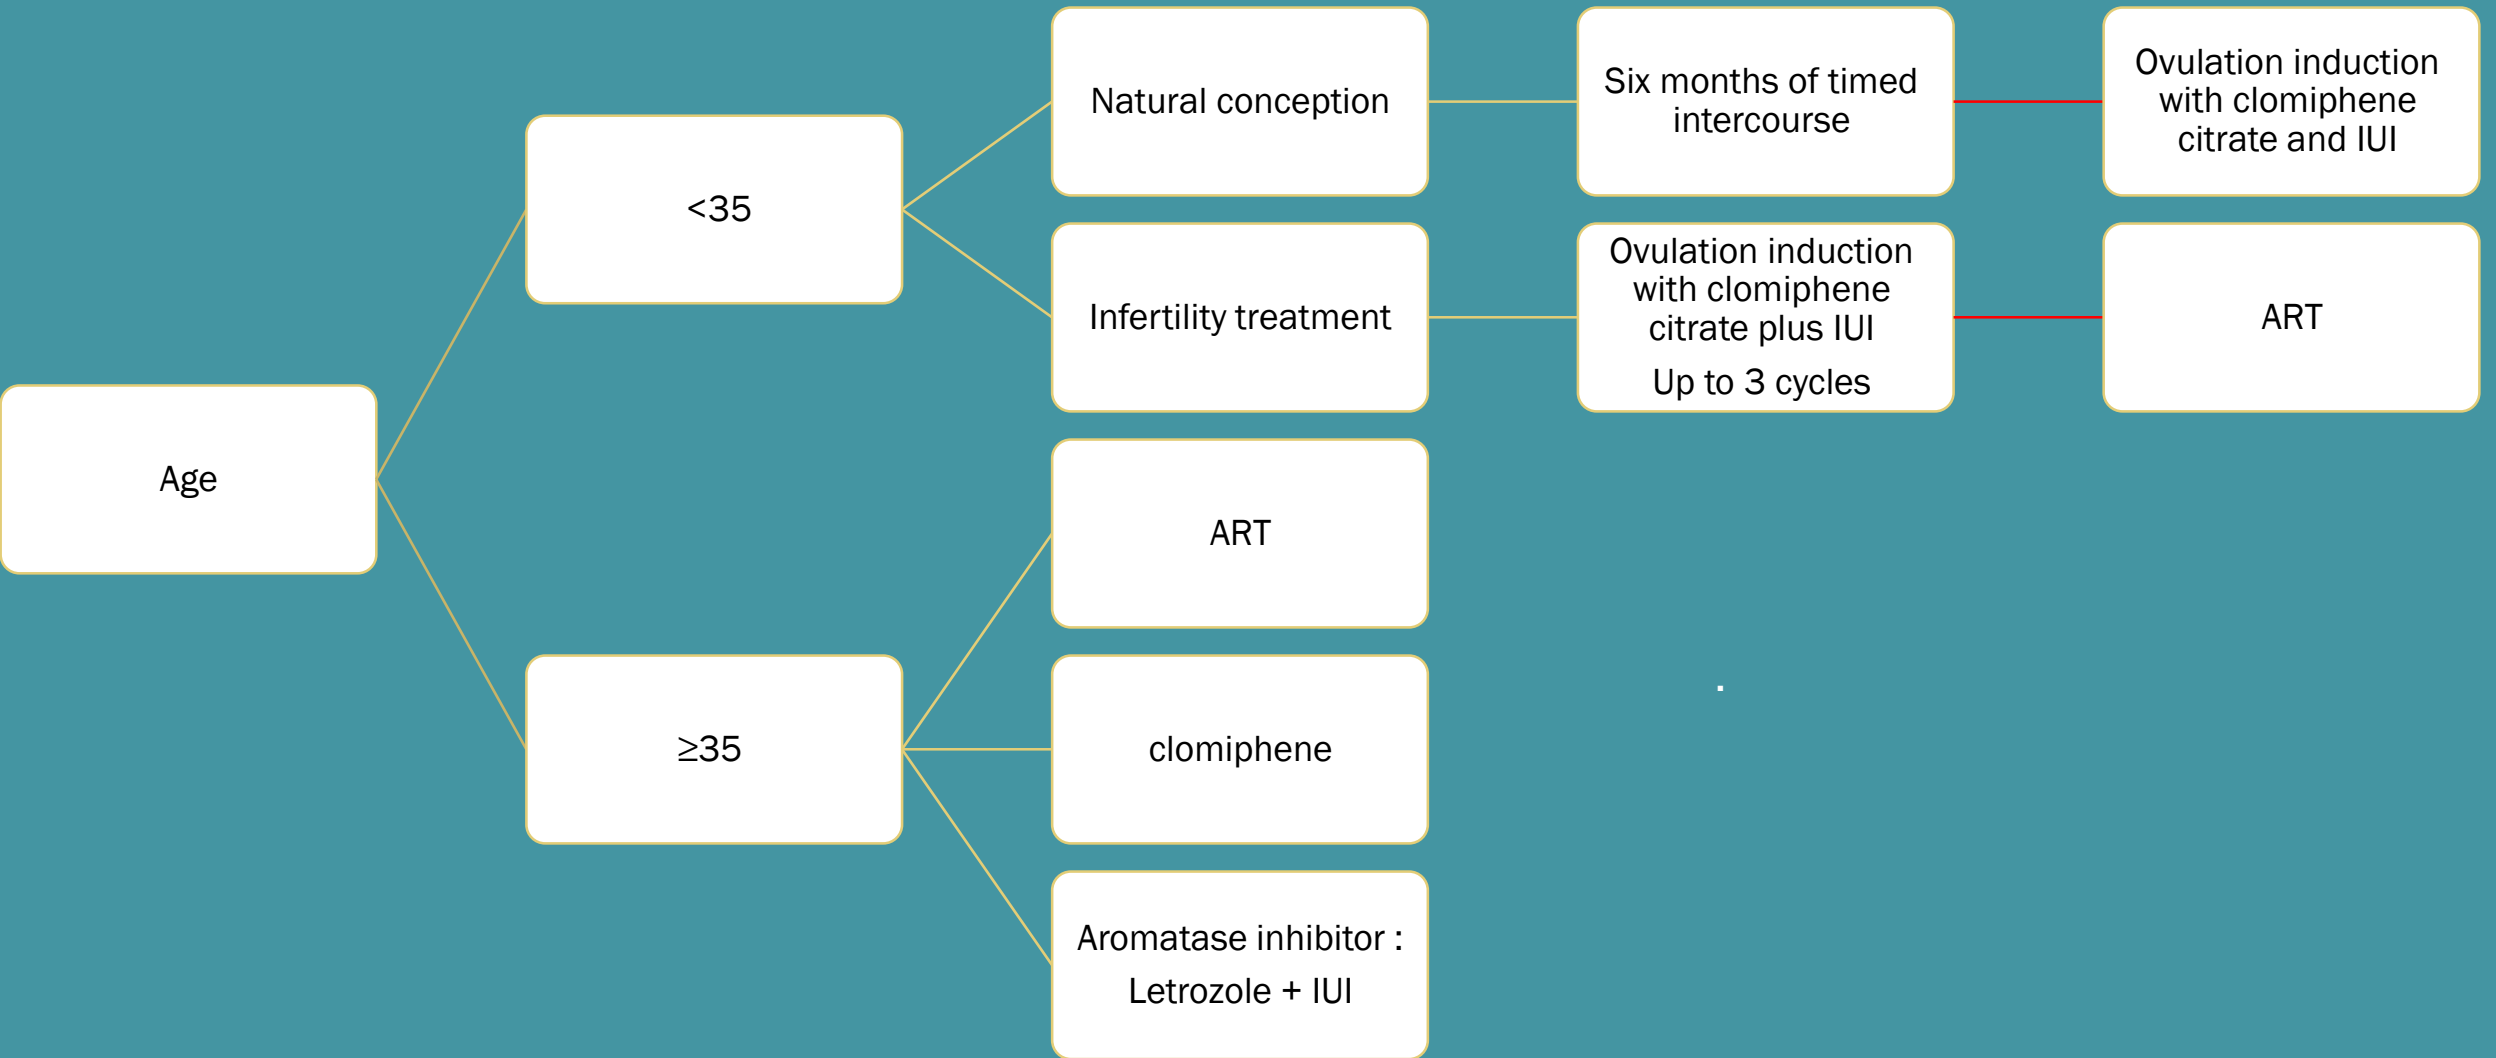 Age
<35
Natural conception
Six months of timed
intercourse
Ovulation induction
with clomiphene
citrate and IUI
Infertility treatment
Ovulation induction
with clomiphene
citrate plus IUI
Up to 3 cycles
ART
≥35
ART
clomiphene
Aromatase inhibitor :
Letrozole + IUI
.